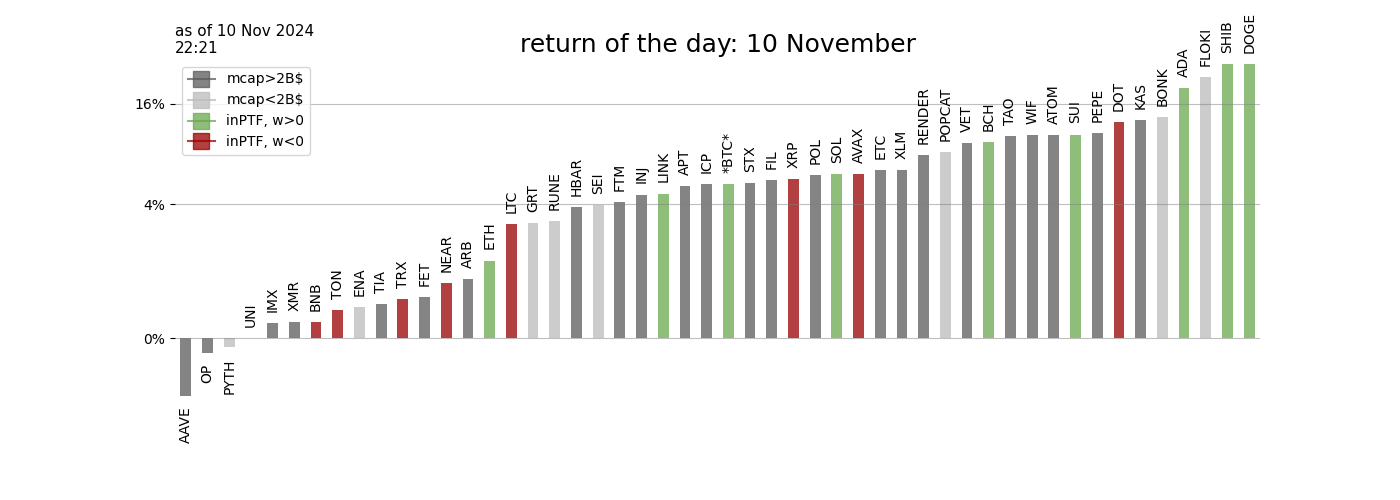 as of 10 Nov 2024
22:21
return of the day: 10 November
mcap>2B$
mcap<2B$
inPTF, w>0
inPTF, w<0
16%
4%
0%
AAVE
OP
PYTH
UNI
IMX
XMR
BNB
TON
ENA
TIA
TRX
FET
NEAR
ARB
ETH
LTC
GRT
RUNE
HBAR
SEI
FTM
INJ
LINK
APT
ICP
*BTC*
STX
FIL
XRP
POL
SOL
AVAX
ETC
XLM
RENDER
POPCAT
VET
BCH
TAO
WIF
ATOM
SUI
PEPE
DOT
KAS
BONK
ADA
FLOKI
SHIB
DOGE